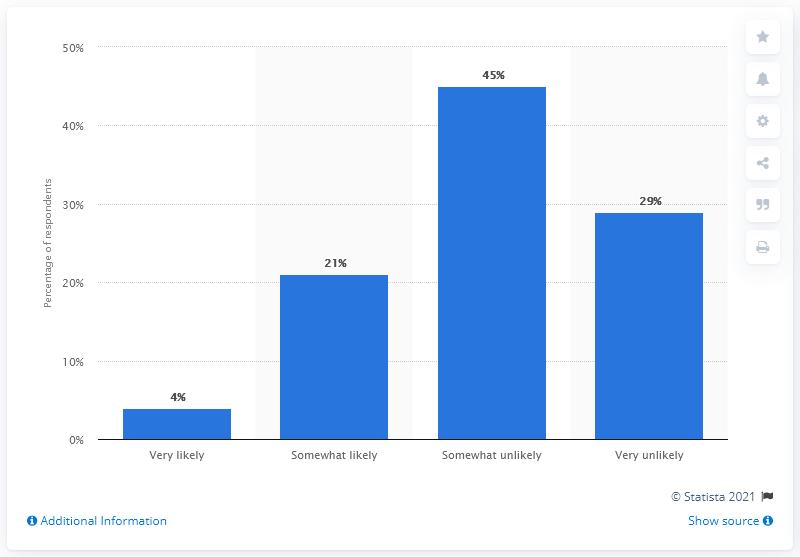 50%
40%
30%
20%
10%
0%
Percentage of respondents
4%
21%
45%
29%
Very likely
Somewhat likely
Somewhat unlikely
Very unlikely
© Statista 2021
Additional Information
Show source